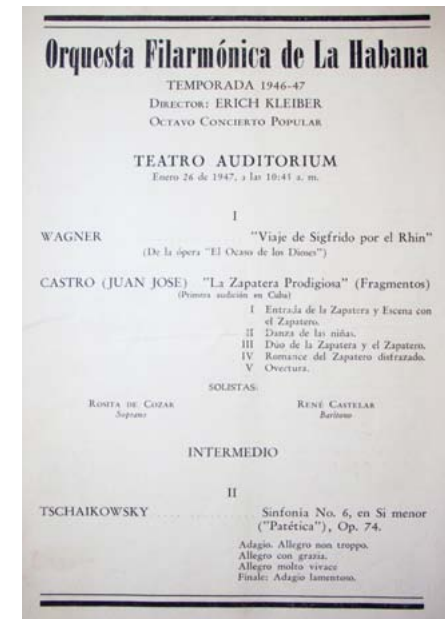 Orquesta Filarmónica de La Habana
TEMPORADA 1946-47
DIRECTOR: ERICH KLEIBER
OCTAVO CONCIERTO POPULAR
TEATRO AUDITORIUM
Enero 26 de 1947, a las 10:45 a. m.
I
WAGNER "Viaje de Sigfrido por el Rhin"
(De la ópera "El Ocaso de los Dioses")
CASTRO (JUAN JOSE) "La Zapatera Prodigiosa" (Fragmentos)
(Primera audición en Cuba)
I Entrada de la Zapatera y Escena con
el Zapatero.
II Danza de las niñas.
III Dúo de la Zapatera y el Zapatero.
IV Romance del Zapatero disfrazado.
V Overtura.
SOLISTAS:
ROSITA DE COZAR RENÉ CASTELAR
Soprano Barítono
INTERMEDIO
II
TSCHAIKOWSKY ........ Sinfonía No. 6, en Si menor
("Patética"), Op. 74.
Adagio. Allegro non troppo.
Allegro con grazia.
Allegro molto vivace
Finale: Adagio lamentoso.